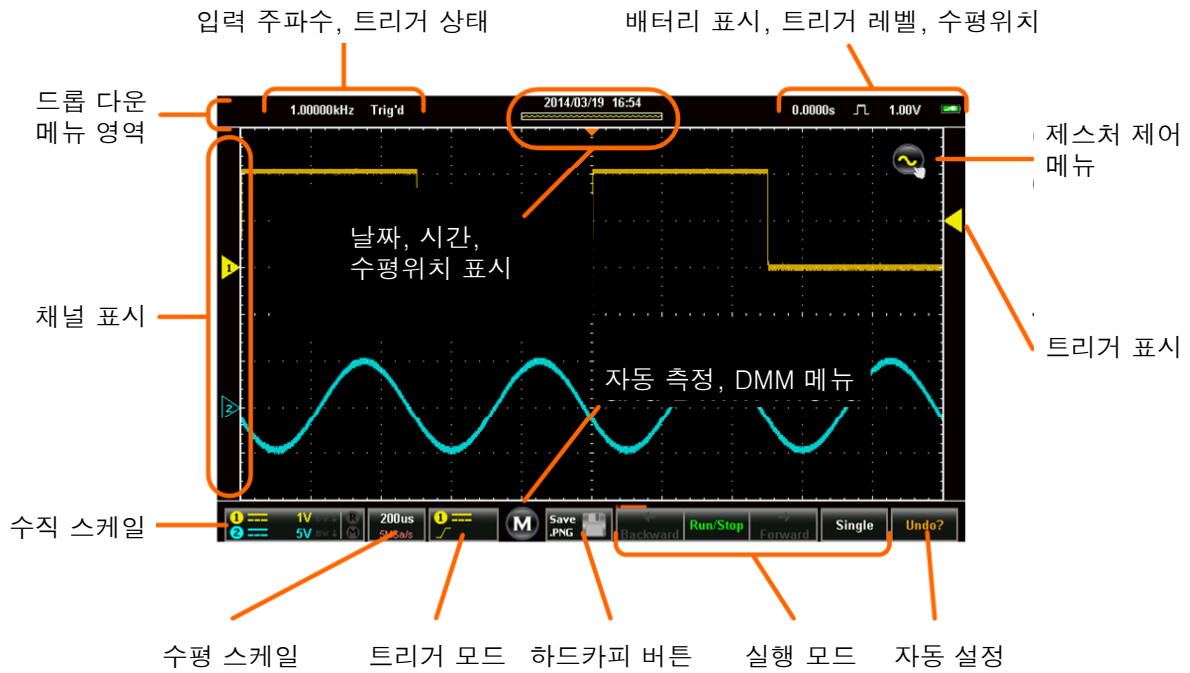 입력 주파수, 트리거 상태
배터리 표시, 트리거 레벨, 수평위치
드롭 다운
메뉴 영역
1.00000kHz Trig'd
2014/03/19 16:54
0.0000s 1.00V
제스처 제어
메뉴
날짜, 시간,
수평위치 표시
1
채널 표시
트리거 표시
자동 측정, DMM 메뉴
2
수직 스케일
1 1V
2 5V
R
M
200us
5MSa/s
1
M
Save
.PNG
Backward
Run/Stop
Forward
Single
Undo?
수평 스케일
트리거 모드
하드카피 버튼
실행 모드
자동 설정